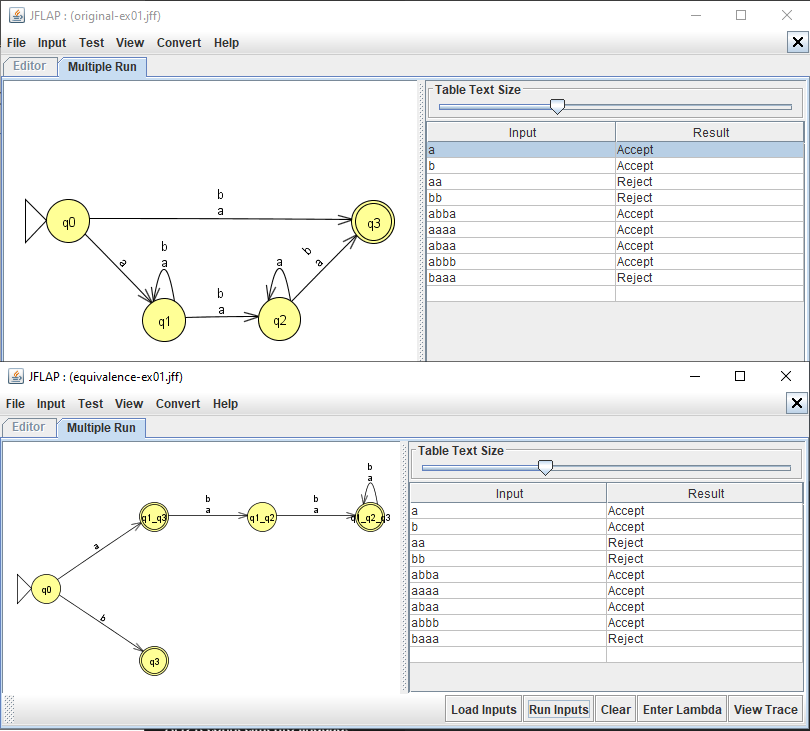 JFLAP : (original-ex01.jff)
File Input Test View Convert Help
Editor Multiple Run
Table Text Size
Input Result
a Accept
b Accept
aa Reject
bb Reject
abba Accept
aaaa Accept
abaa Accept
abbb Accept
baaa Reject
b
a
q0
q3
a
b
a
a
b
a
q1
b
a
q2
JFLAP : (equivalence-ex01.jff)
File Input Test View Convert Help
Editor Multiple Run
Table Text Size
Input Result
a Accept
b Accept
aa Reject
bb Reject
abba Accept
aaaa Accept
abaa Accept
abbb Accept
baaa Reject
b
a
b
a
b
a
q1_q3
q1_q2
q1_q2_q3
a
q0
b
q3
Load Inputs Run Inputs Clear Enter Lambda View Trace